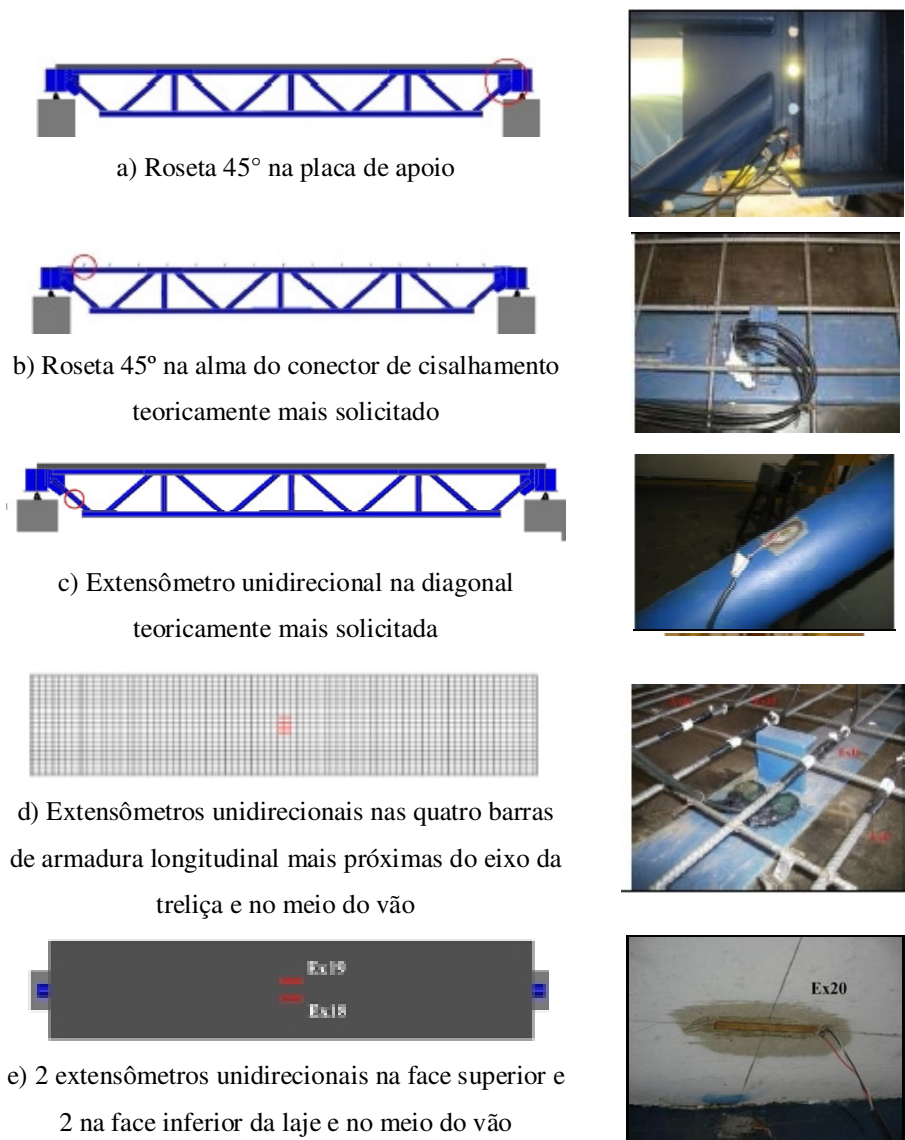 a) Roseta 45° na placa de apoio
b) Roseta 45º na alma do conector de cisalhamento
teoricamente mais solicitado
c) Extensômetro unidirecional na diagonal
teoricamente mais solicitada
d) Extensômetros unidirecionais nas quatro barras
de armadura longitudinal mais próximas do eixo da
treliça e no meio do vão
Ex19
Ex18
Ex20
e) 2 extensômetros unidirecionais na face superior e
2 na face inferior da laje e no meio do vão